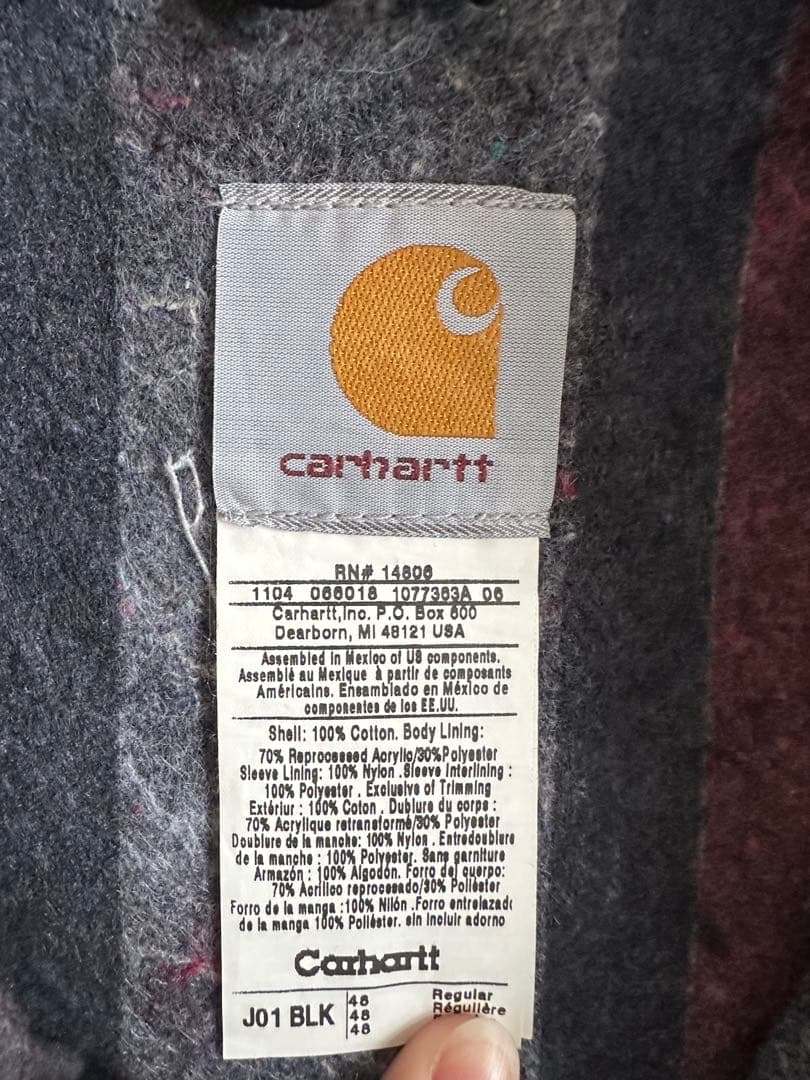 carhartt
RN# 14806
1104 066018 1077363A 06
Carhartt,Inc. P.O. Box 600
Dearborn, MI 48121 USA
Assembled in Mexico of US components.
Assemblé au Mexique à partir de composants
Américains. Ensamblado en México de
componentes de los EE.UU.
Shell: 100% Cotton. Body Lining:
70% Reprocessed Acrylic/30%Polyester
Sleeve Lining: 100% Nylon .Sleeve Interlining :
100% Polyester . Exclusive of Trimming
Extériur : 100% Coton . Dublure du corps :
70% Acrylique retransformé/30% Polyester
Doublure de la manche: 100% Nylon . Entredoublure
de la manche : 100% Polyester. Sans garniture
Armazón : 100% Algodón. Forro del cuerpo:
70% Acrílico reprocesado/30% Poliéster
Forro de la manga :100% Nilón .Forro entrelazado
de la manga 100% Poliéster. sin incluir adorno
Carhartt
J01 BLK 48 Regular
48 Régulière
48